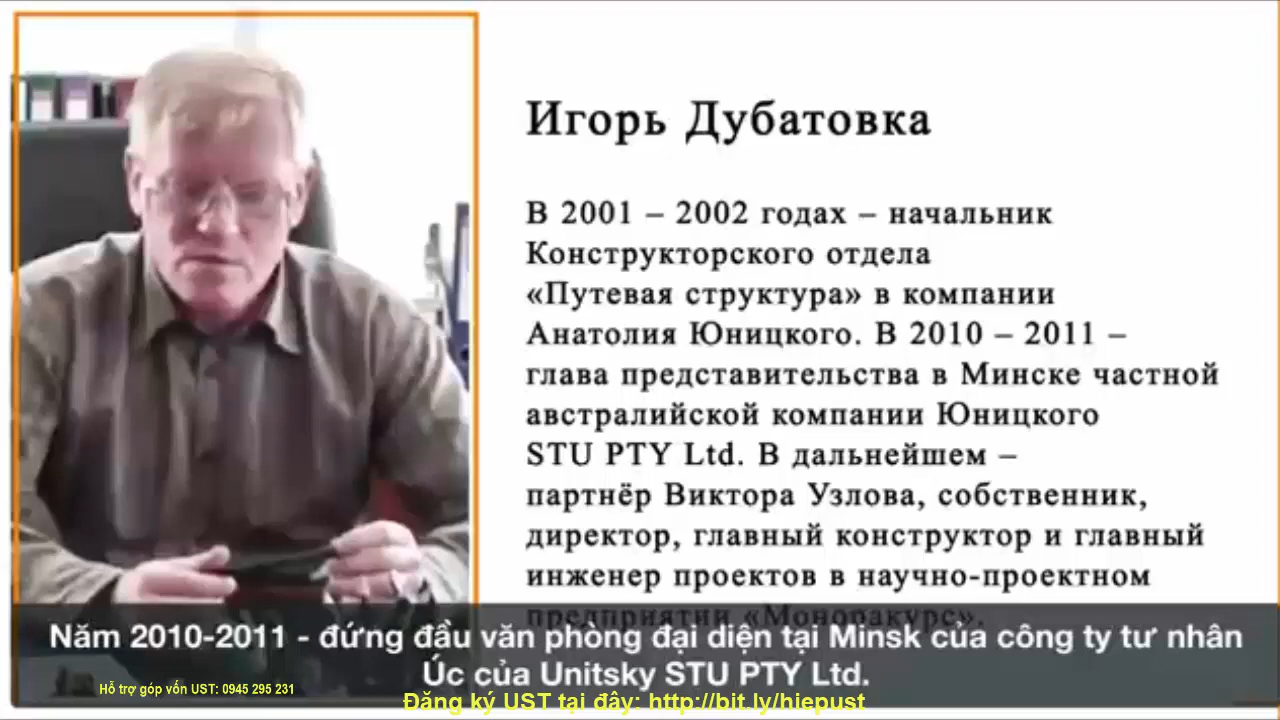 Игорь Дубатовка
В 2001 – 2002 годах – начальник
Конструкторского отдела
«Путевая структура» в компании
Анатолия Юницкого. В 2010 – 2011 –
глава представительства в Минске частной
австралийской компании Юницкого
STU PTY Ltd. В дальнейшем –
партнёр Виктора Узлова, собственник,
директор, главный конструктор и главный
инженер проектов в научно-проектном
предприятии «Моноракурс».
Năm 2010-2011 - đứng đầu văn phòng đại diện tại Minsk của công ty tư nhân
Úc của Unitsky STU PTY Ltd.
Hỗ trợ góp vốn UST: 0945 295 231
Đăng ký UST tại đây: http://bit.ly/hiepust